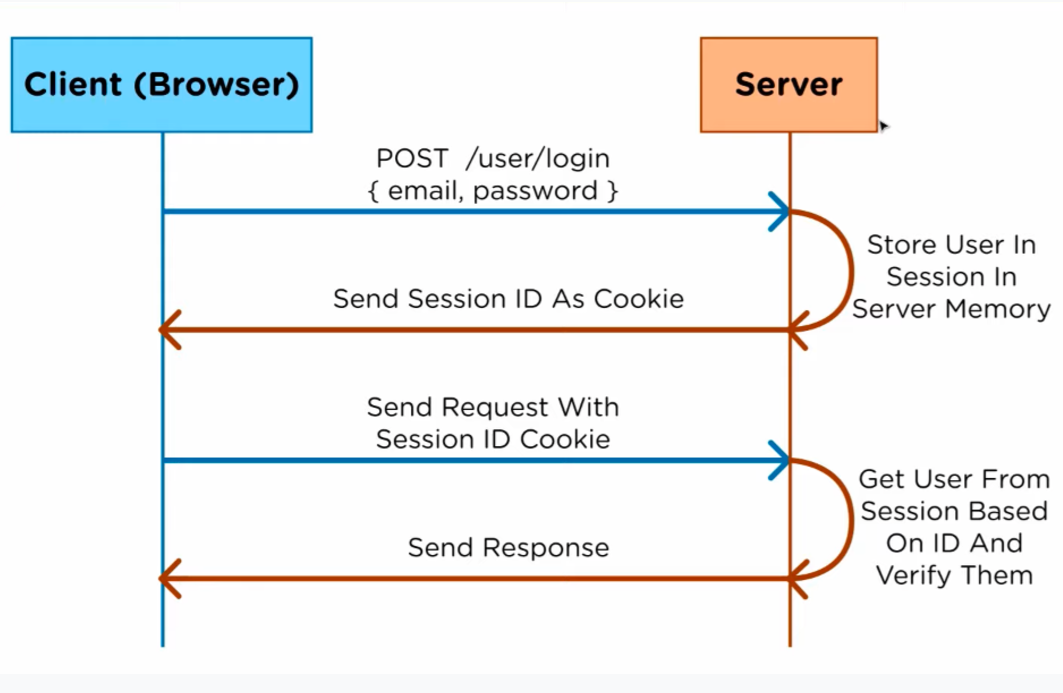 Client (Browser)
Server
POST  /user/login
{ email, password }
Store User In
Session In
Server Memory
Send Session ID As Cookie
Send Request With
Session ID Cookie
Get User From
Session Based
On ID And
Verify Them
Send Response